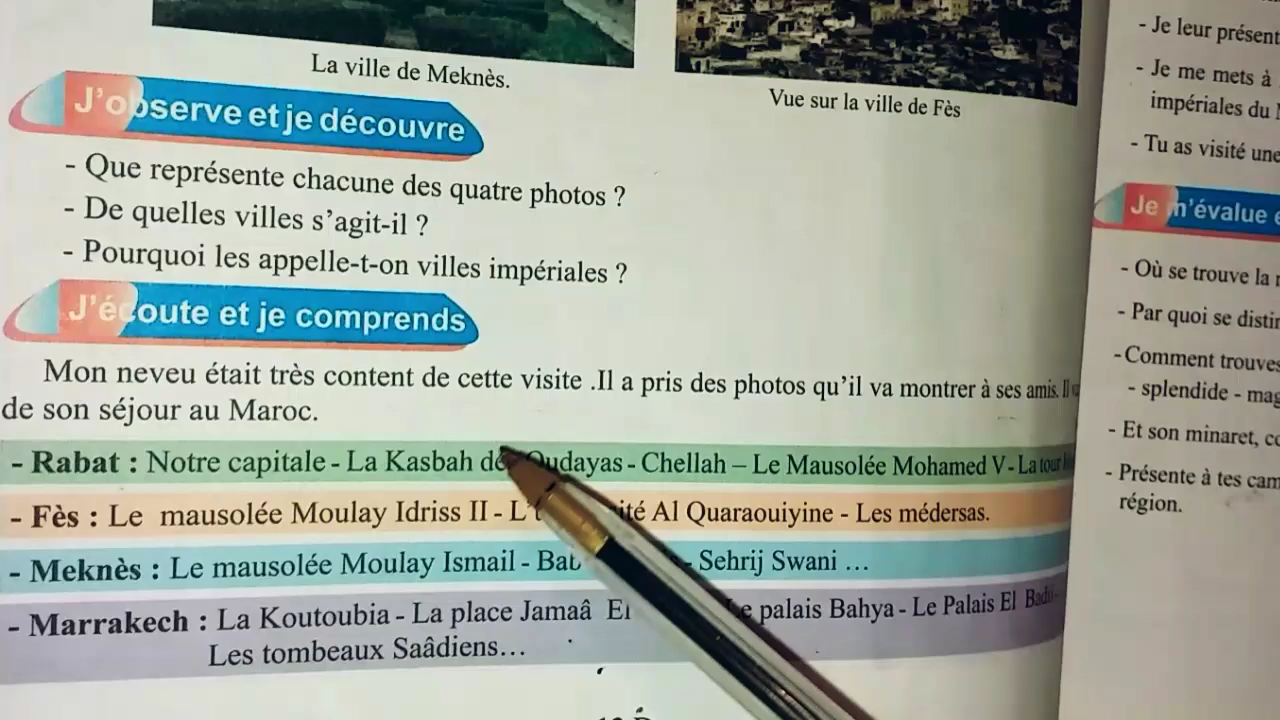 La ville de Meknès.
Vue sur la ville de Fès
J'observe et je découvre
- Que représente chacune des quatre photos ?
- De quelles villes s'agit-il ?
- Pourquoi les appelle-t-on villes impériales ?
J'écoute et je comprends
Mon neveu était très content de cette visite .Il a pris des photos qu'il va montrer à ses amis. Il
de son séjour au Maroc.
- Rabat : Notre capitale - La Kasbah des Oudayas - Chellah – Le Mausolée Mohamed V - La tour
- Fès : Le mausolée Moulay Idriss II - Al Quaraouiyine - Les médersas.
- Meknès : Le mausolée Moulay Ismail - Bab - Sehrij Swani …
- Marrakech : La Koutoubia - La place Jamaâ palais Bahya - Le Palais El Badii -
Les tombeaux Saâdiens…
- Je leur présent
- Je me mets à
impériales du
- Tu as visité une
Je m'évalue e
- Où se trouve la
- Par quoi se distin
- Comment trouves
- splendide - mag
- Et son minaret, co
- Présente à tes cam
région.